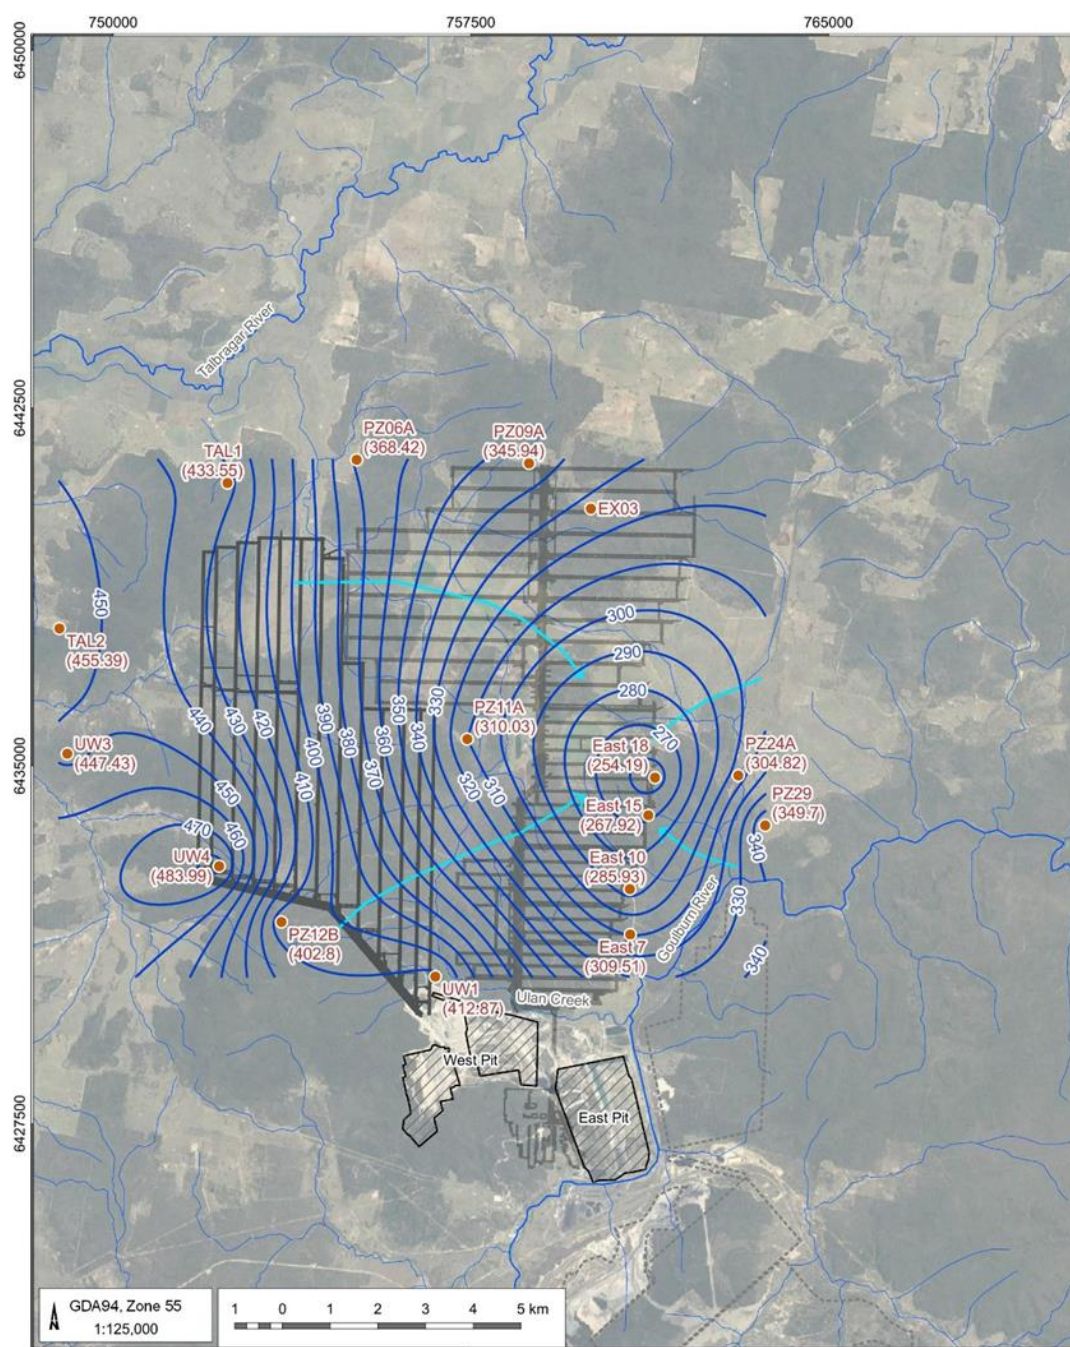 750000
757500
765000
6450000
6442500
6435000
6427500
Talbragar River
TAL1
(433.55)
PZ06A
(368.42)
PZ09A
(345.94)
EX03
TAL2
(455.39)
450
300
290
280
270
440
430
420
390
400
410
380
370
360
350
340
330
320
310
PZ11A
(310.03)
East 18
(254.19)
PZ24A
(304.82)
UW3
(447.43)
East 15
(267.92)
PZ29
(349.7)
450
460
470
340
UW4
(483.99)
East 10
(285.93)
Goulburn River
330
PZ12B
(402.8)
East 7
(309.51)
340
UW1
(412.87)
Ulan Creek
West Pit
East Pit
GDA94, Zone 55
1:125,000
1 0 1 2 3 4 5 km